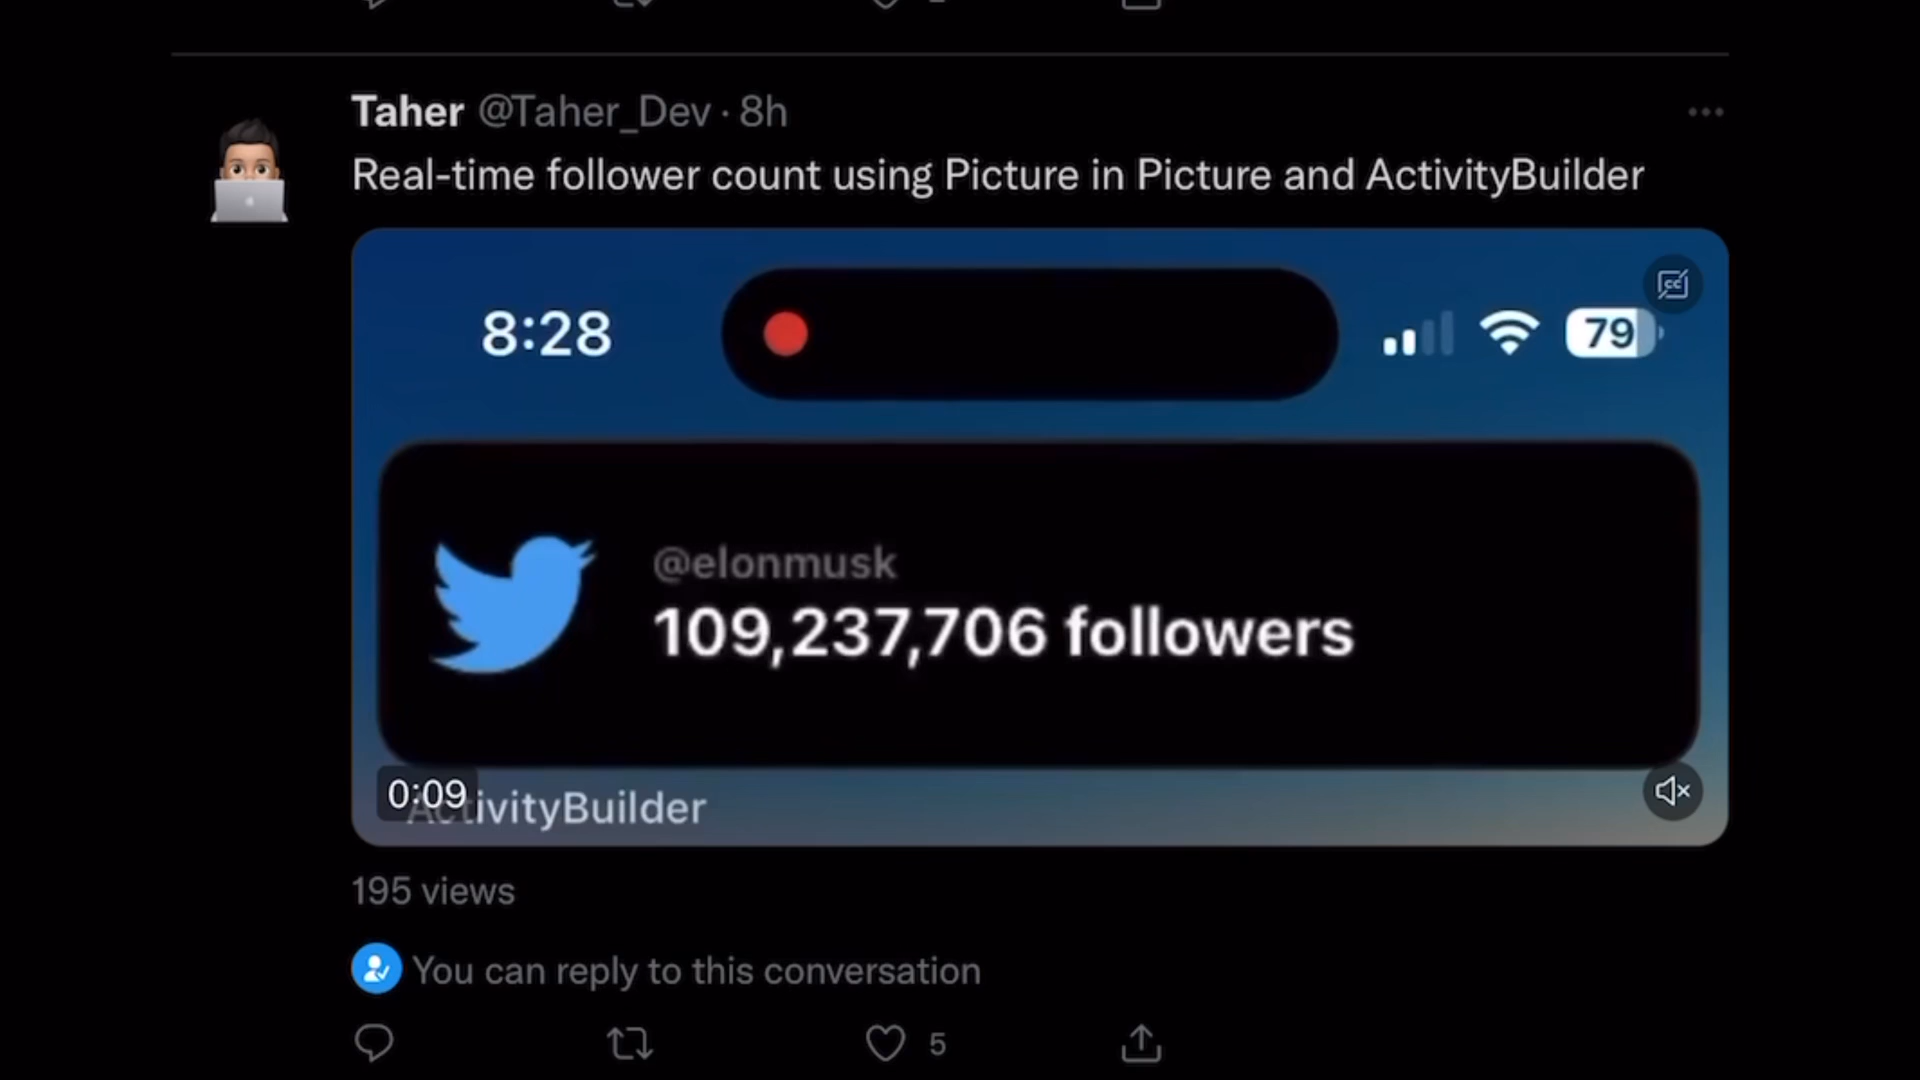 Taher @Taher_Dev · 8h
Real-time follower count using Picture in Picture and ActivityBuilder
8:28
79
@elonmusk
109,237,706 followers
0:09
ActivityBuilder
195 views
You can reply to this conversation
5